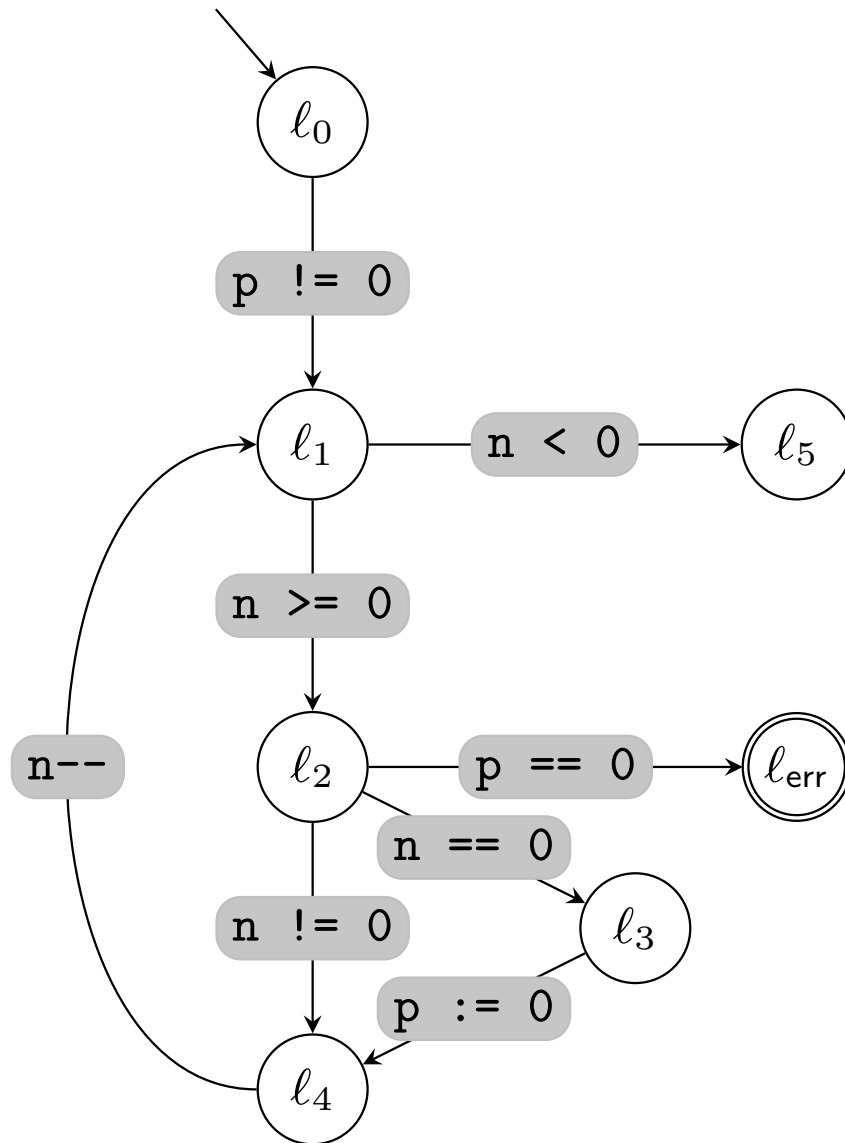 ℓ0
p != 0
ℓ1
n < 0
ℓ5
n >= 0
n--
ℓ2
p == 0
ℓerr
n == 0
n != 0
ℓ3
p := 0
ℓ4